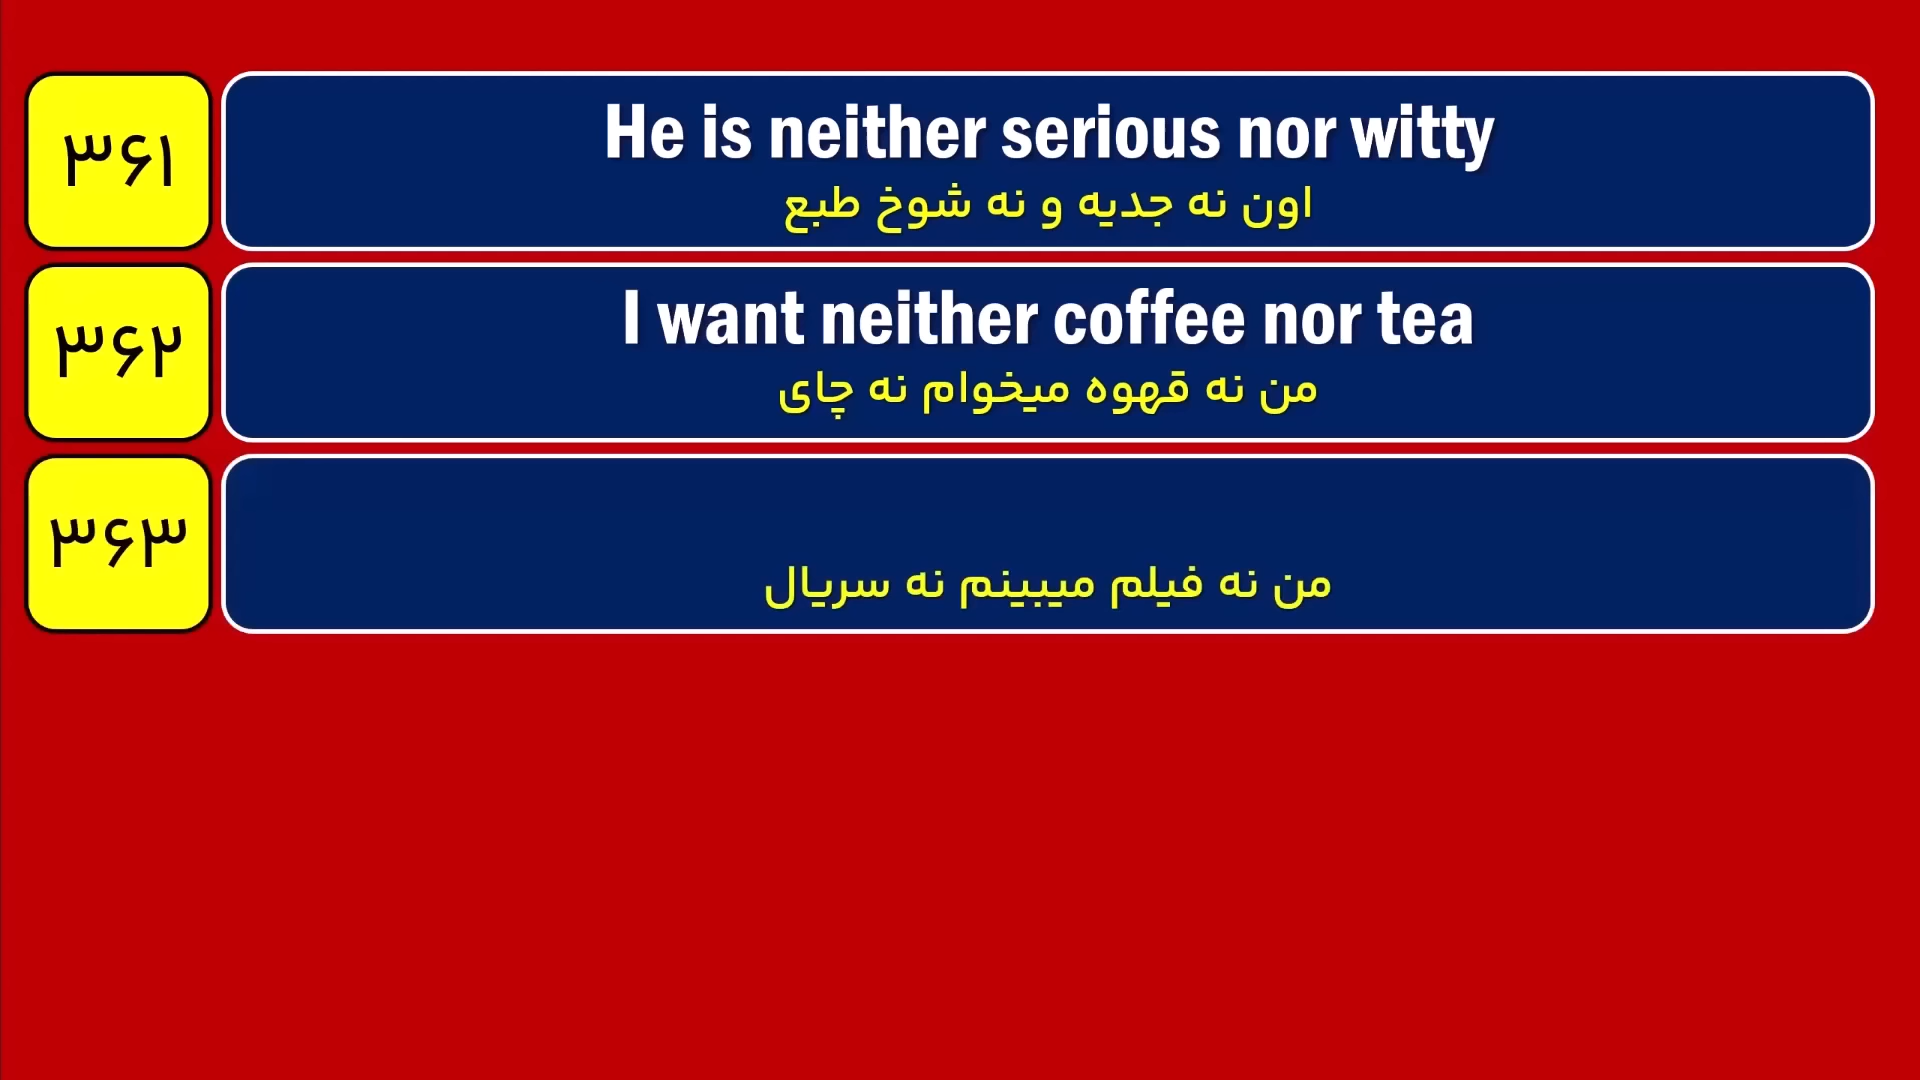 ۳۶۱
He is neither serious nor witty
اون نه جدیه و نه شوخ طبع
۳۶۲
I want neither coffee nor tea
من نه قهوه میخوام نه چای
۳۶۳
من نه فیلم میبینم نه سریال